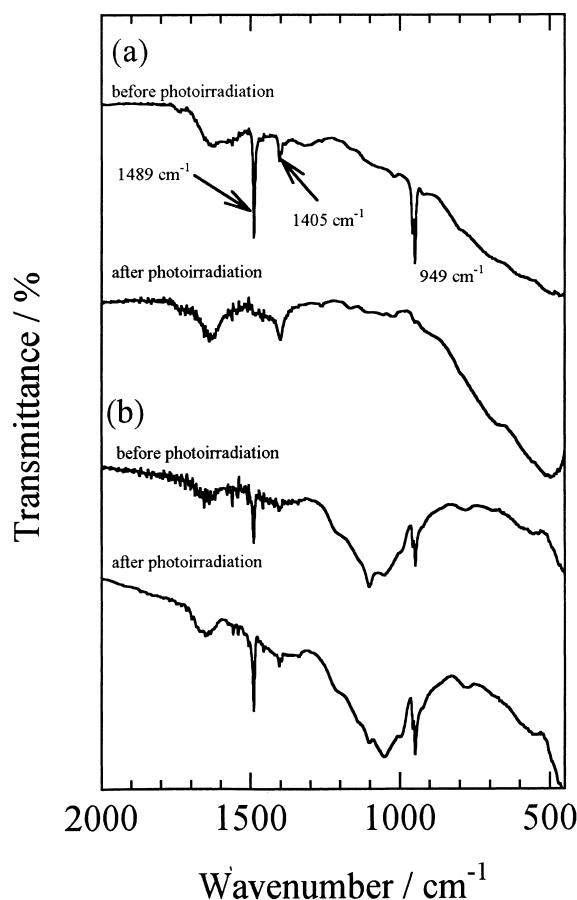 (a)
before photoirradiation
1489 cm-1
1405 cm-1
949 cm-1
after photoirradiation
(b)
before photoirradiation
after photoirradiation
Transmittance / %
2000 1500 1000 500
Wavenumber / cm-1